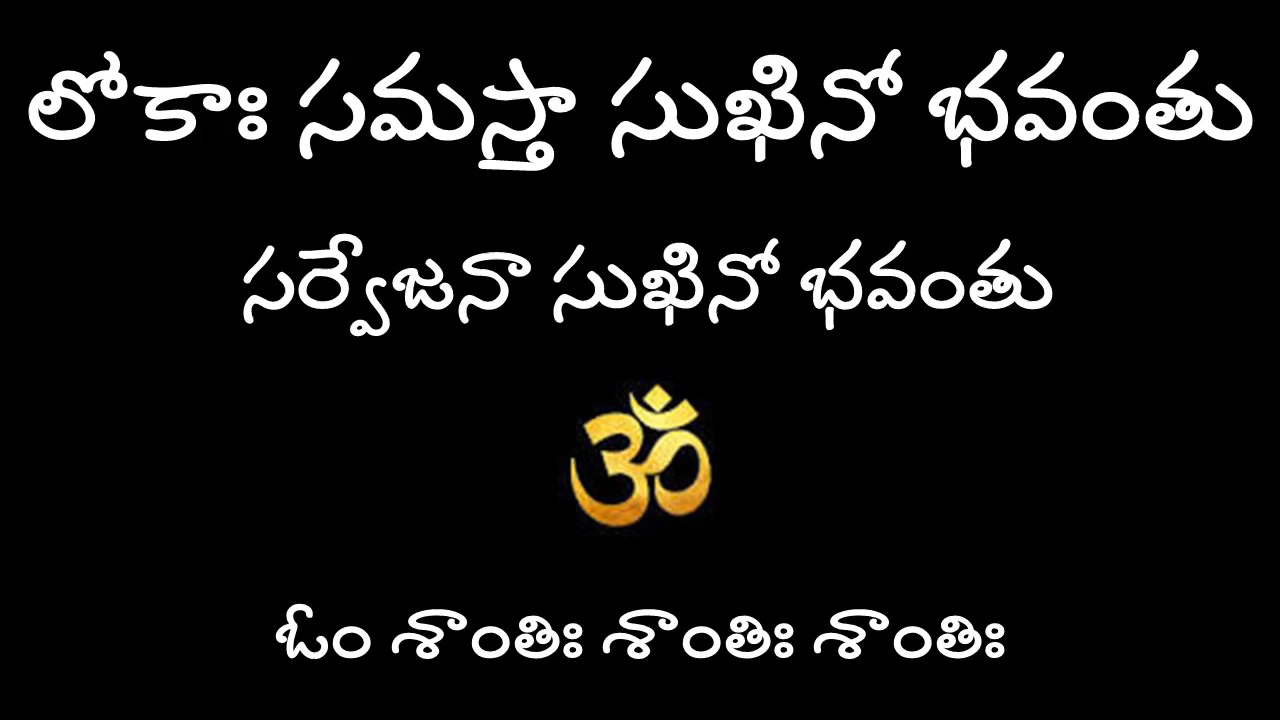 లోకాః సమస్తా సుఖినో భవంతు
సర్వేజనా సుఖినో భవంతు
ॐ
ఓం శాంతిః శాంతిః శాంతిః